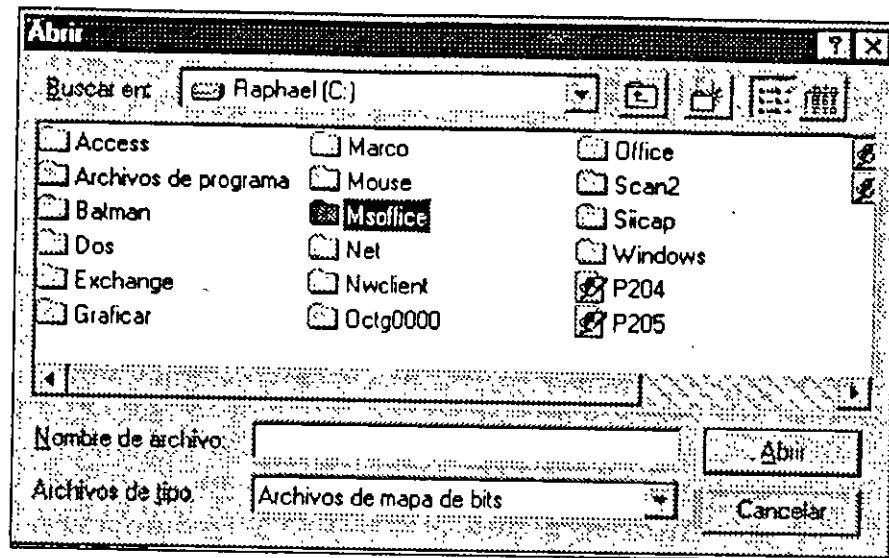 Abrir
Buscar en: Raphael (C:)
Access
Archivos de programa
Batman
Dos
Exchange
Graficar
Marco
Mouse
Msoffice
Net
Nwclient
Octg0000
Office
Scan2
Siicap
Windows
P204
P205
Nombre de archivo:
Abrir
Archivos de tipo: Archivos de mapa de bits
Cancelar